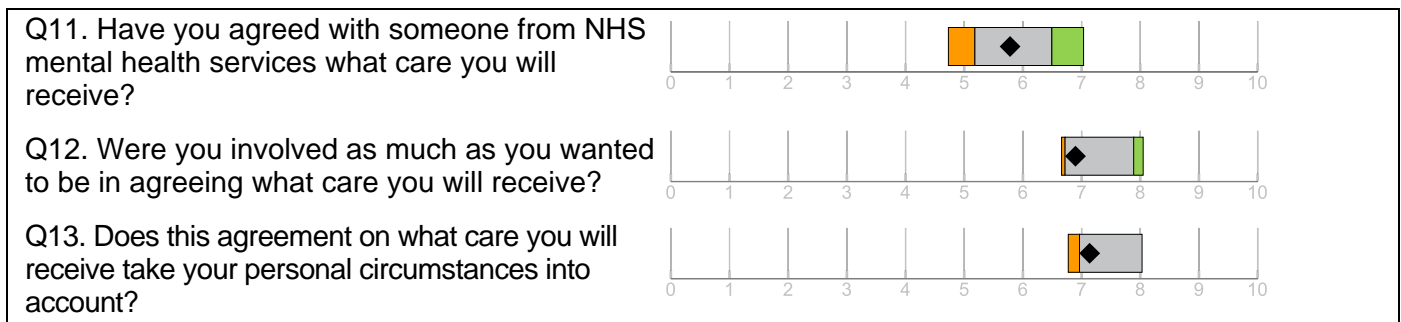 Q11. Have you agreed with someone from NHS
mental health services what care you will
receive?
0 1 2 3 4 5 6 7 8 9 10
Q12. Were you involved as much as you wanted
to be in agreeing what care you will receive?
0 1 2 3 4 5 6 7 8 9 10
Q13. Does this agreement on what care you will
receive take your personal circumstances into
account?
0 1 2 3 4 5 6 7 8 9 10